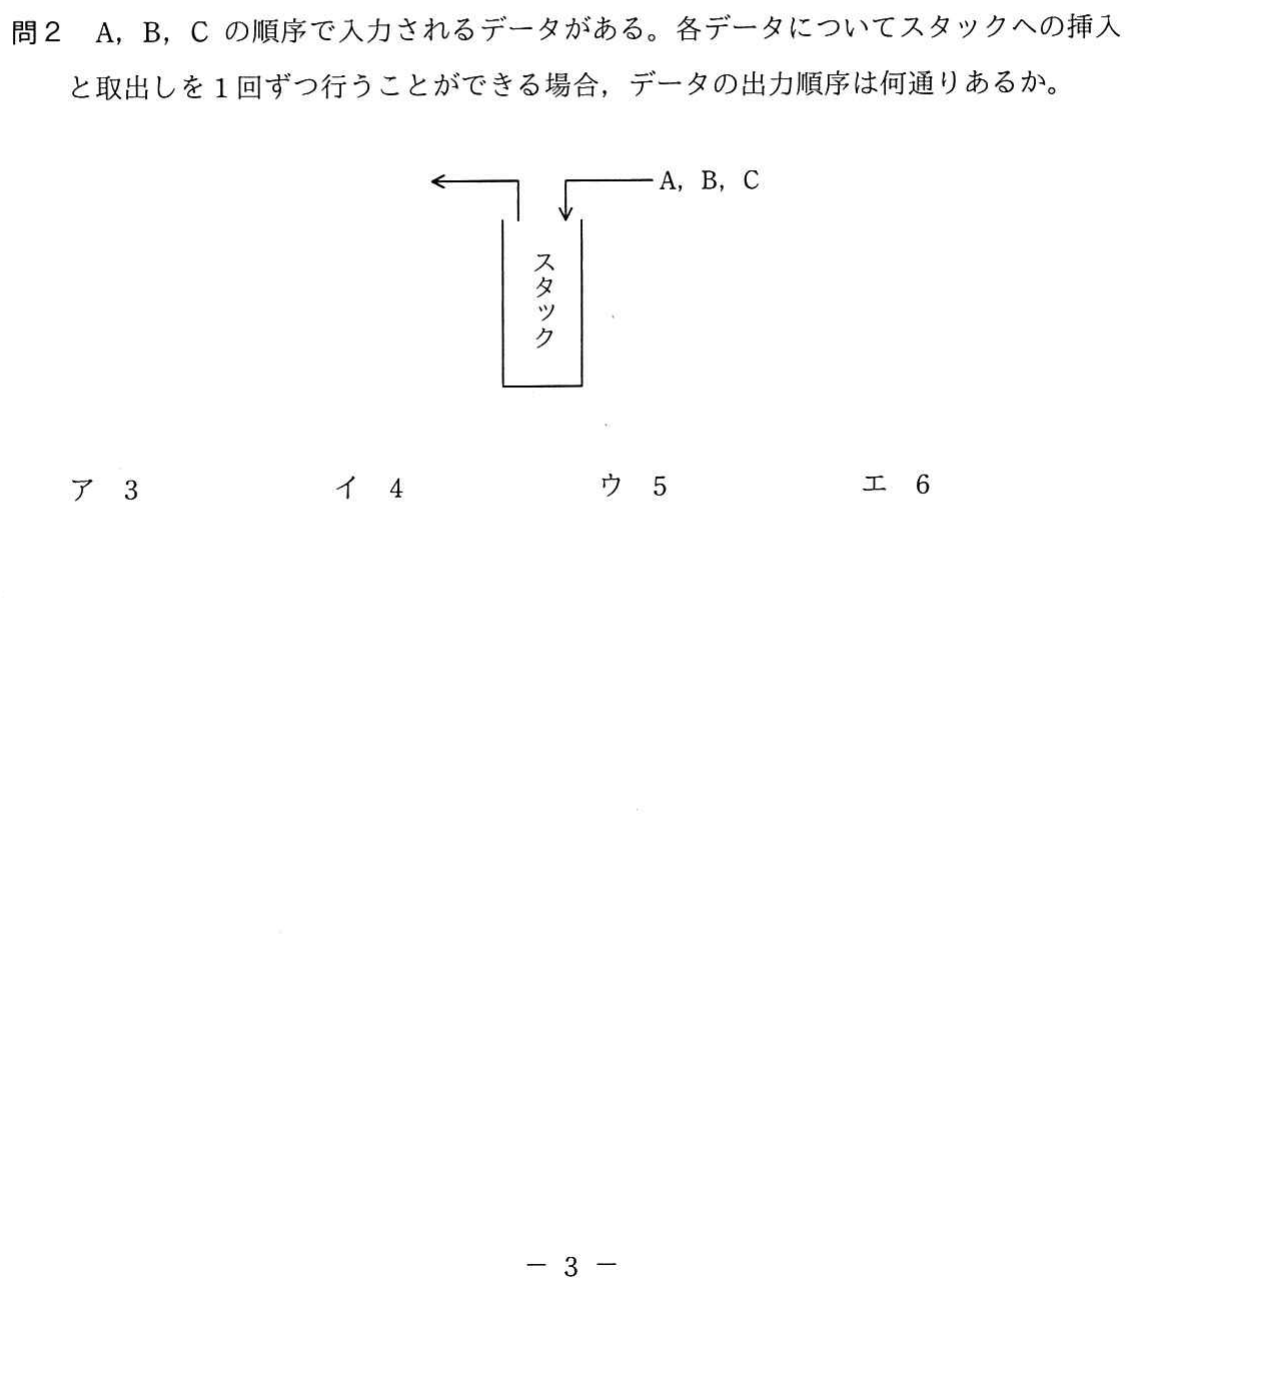 問2 A，B，C の順序で入力されるデータがある。各データについてスタックへの挿入
と取出しを1回ずつ行うことができる場合，データの出力順序は何通りあるか。
A，B，C
スタック
ア 3 イ 4 ウ 5 エ 6
－ 3 －